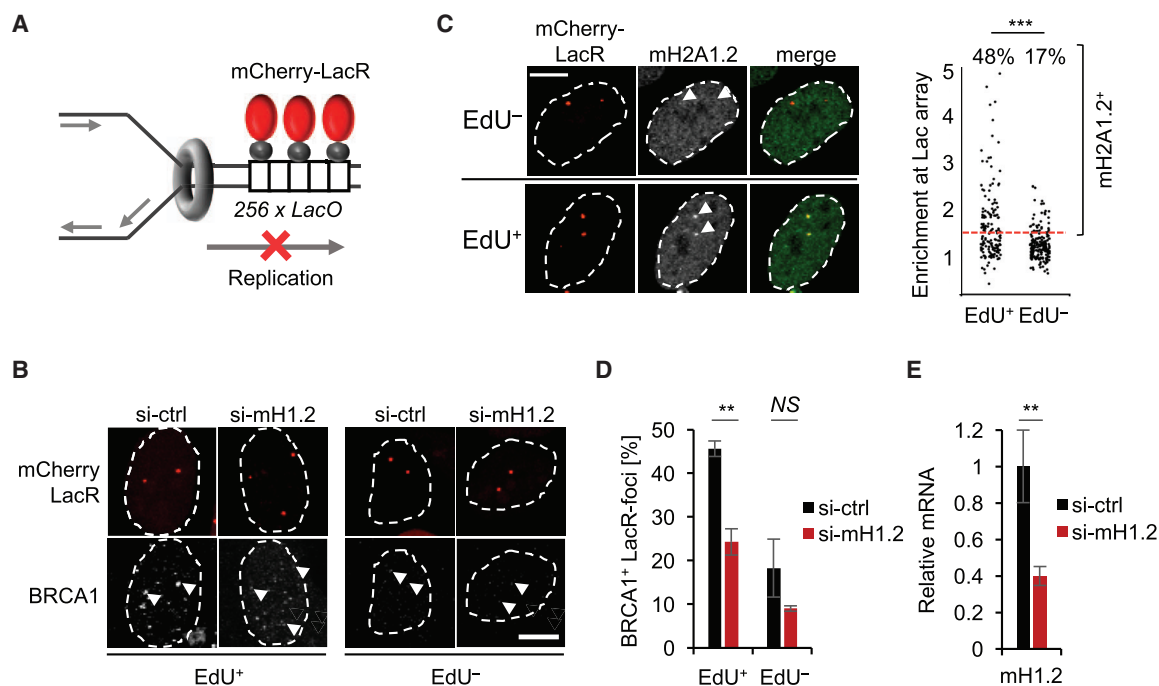 A
mCherry-LacR
256 x LacO
Replication
B
si-ctrl
si-mH1.2
si-ctrl
si-mH1.2
mCherry
LacR
BRCA1
EdU⁺
EdU⁻
C
mCherry-
LacR
mH2A1.2
merge
EdU⁻
EdU⁺
***
48%
17%
Enrichment at Lac array
5
4
3
2
1
EdU⁺
EdU⁻
mH2A1.2⁺
D
**
NS
BRCA1⁺ LacR-foci [%]
50
40
30
20
10
0
EdU⁺
EdU⁻
si-ctrl
si-mH1.2
E
**
Relative mRNA
1.2
1
0.8
0.6
0.4
0.2
0
mH1.2
si-ctrl
si-mH1.2